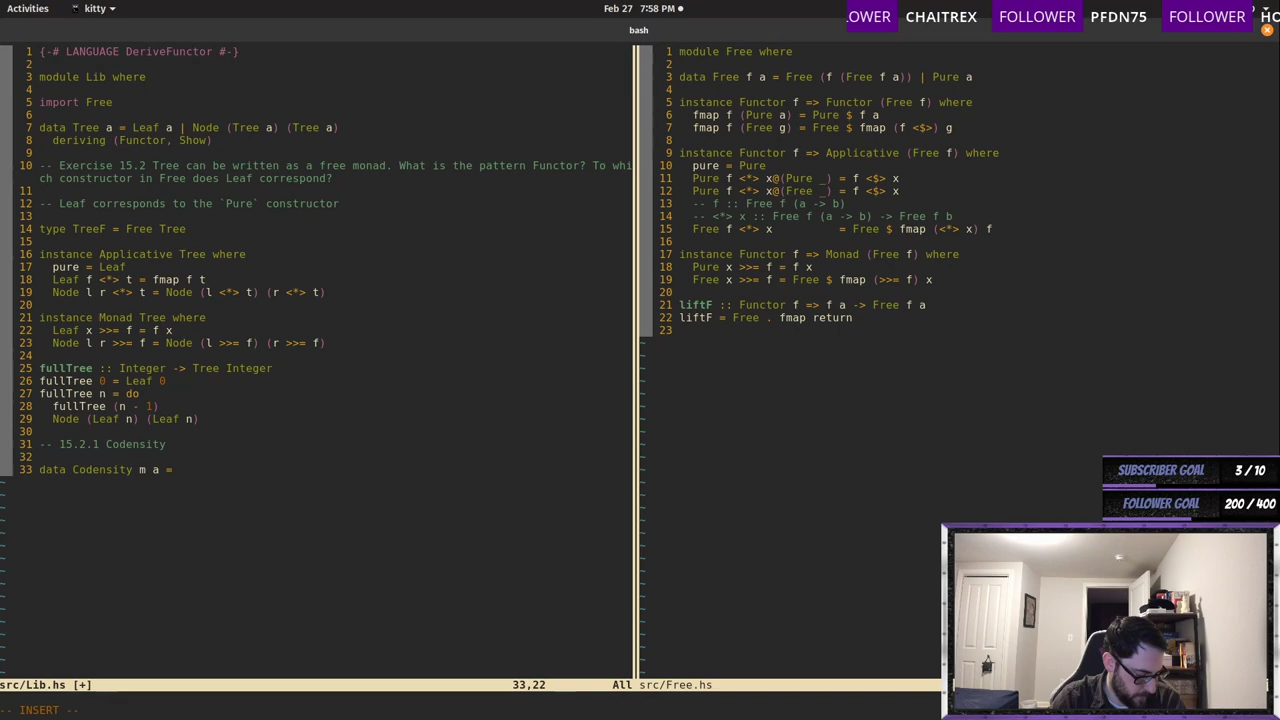 Activities
kitty
Feb 27 7:58 PM
LOWER CHAITREX FOLLOWER PFDN75 FOLLOWER HO
bash
1 {-# LANGUAGE DeriveFunctor #-}
2
3 module Lib where
4
5 import Free
6
7 data Tree a = Leaf a | Node (Tree a) (Tree a)
8   deriving (Functor, Show)
9
10 -- Exercise 15.2 Tree can be written as a free monad. What is the pattern Functor? To whi
ch constructor in Free does Leaf correspond?
11
12 -- Leaf corresponds to the `Pure` constructor
13
14 type TreeF = Free Tree
15
16 instance Applicative Tree where
17   pure = Leaf
18   Leaf f <*> t = fmap f t
19   Node l r <*> t = Node (l <*> t) (r <*> t)
20
21 instance Monad Tree where
22   Leaf x >>= f = f x
23   Node l r >>= f = Node (l >>= f) (r >>= f)
24
25 fullTree :: Integer -> Tree Integer
26 fullTree 0 = Leaf 0
27 fullTree n = do
28   fullTree (n - 1)
29   Node (Leaf n) (Leaf n)
30
31 -- 15.2.1 Codensity
32
33 data Codensity m a =
~
src/Lib.hs [+] 33,22 All
-- INSERT --
1 module Free where
2
3 data Free f a = Free (f (Free f a)) | Pure a
4
5 instance Functor f => Functor (Free f) where
6   fmap f (Pure a) = Pure $ f a
7   fmap f (Free g) = Free $ fmap (f <$>) g
8
9 instance Functor f => Applicative (Free f) where
10   pure = Pure
11   Pure f <*> x@(Pure _) = f <$> x
12   Pure f <*> x@(Free _) = f <$> x
13   -- f :: Free f (a -> b)
14   -- <*> x :: Free f (a -> b) -> Free f b
15   Free f <*> x          = Free $ fmap (<*> x) f
16
17 instance Functor f => Monad (Free f) where
18   Pure x >>= f = f x
19   Free x >>= f = Free $ fmap (>>= f) x
20
21 liftF :: Functor f => f a -> Free f a
22 liftF = Free . fmap return
23
~
src/Free.hs
SUBSCRIBER GOAL 3 / 10
FOLLOWER GOAL 200 / 400